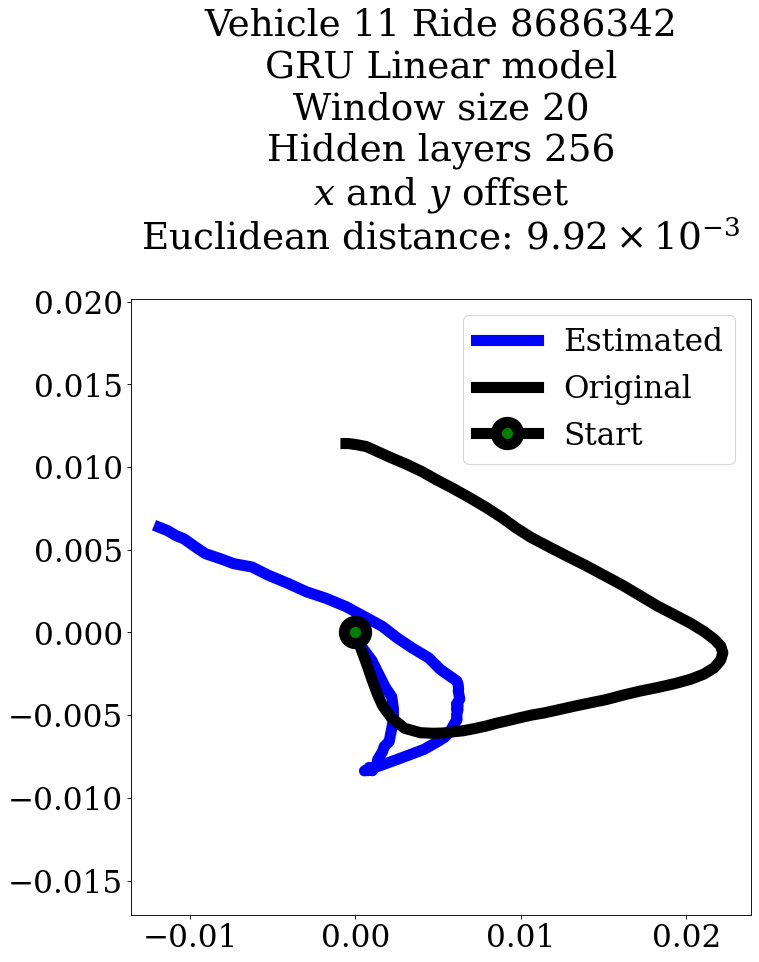 Vehicle 11 Ride 8686342
GRU Linear model
Window size 20
Hidden layers 256
x and y offset
Euclidean distance: 9.92 × 10⁻³
Estimated
Original
Start
0.020
0.015
0.010
0.005
0.000
−0.005
−0.010
−0.015
−0.01 0.00 0.01 0.02